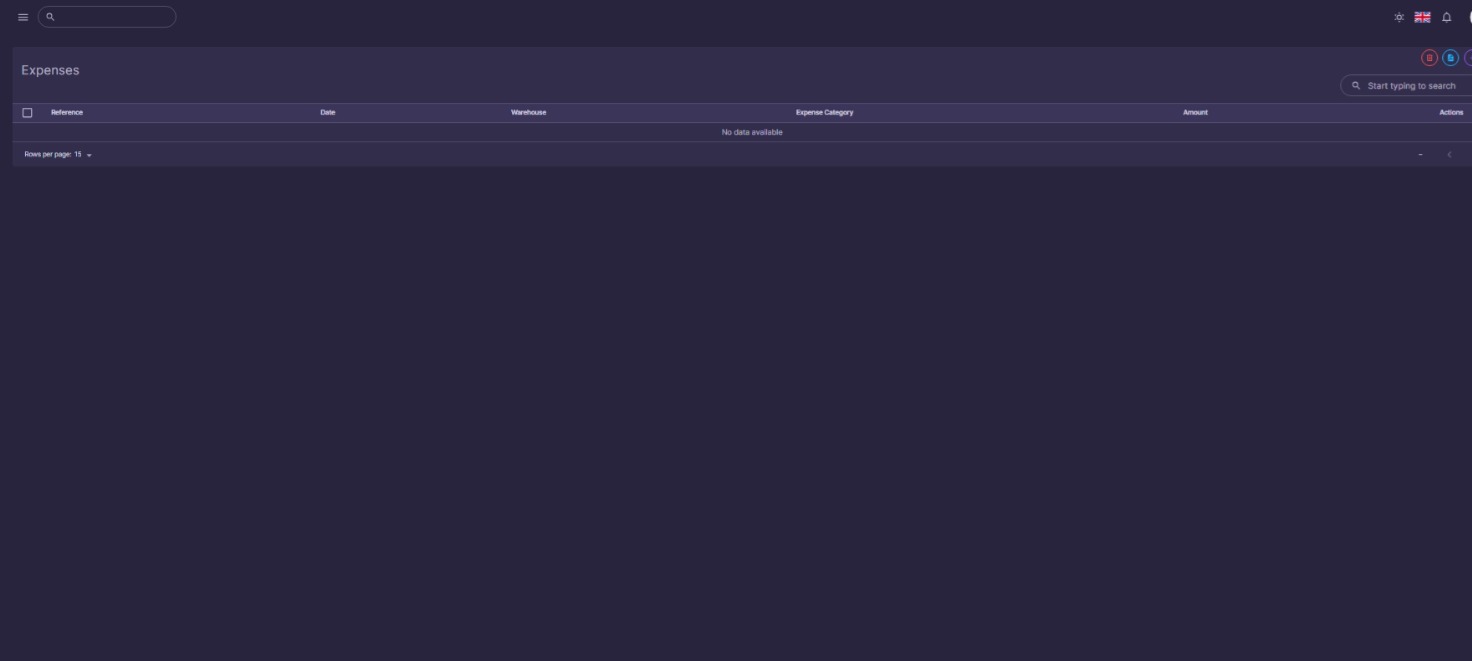 Expenses
Start typing to search
Reference Date Warehouse Expense Category Amount Actions
No data available
Rows per page: 15 –